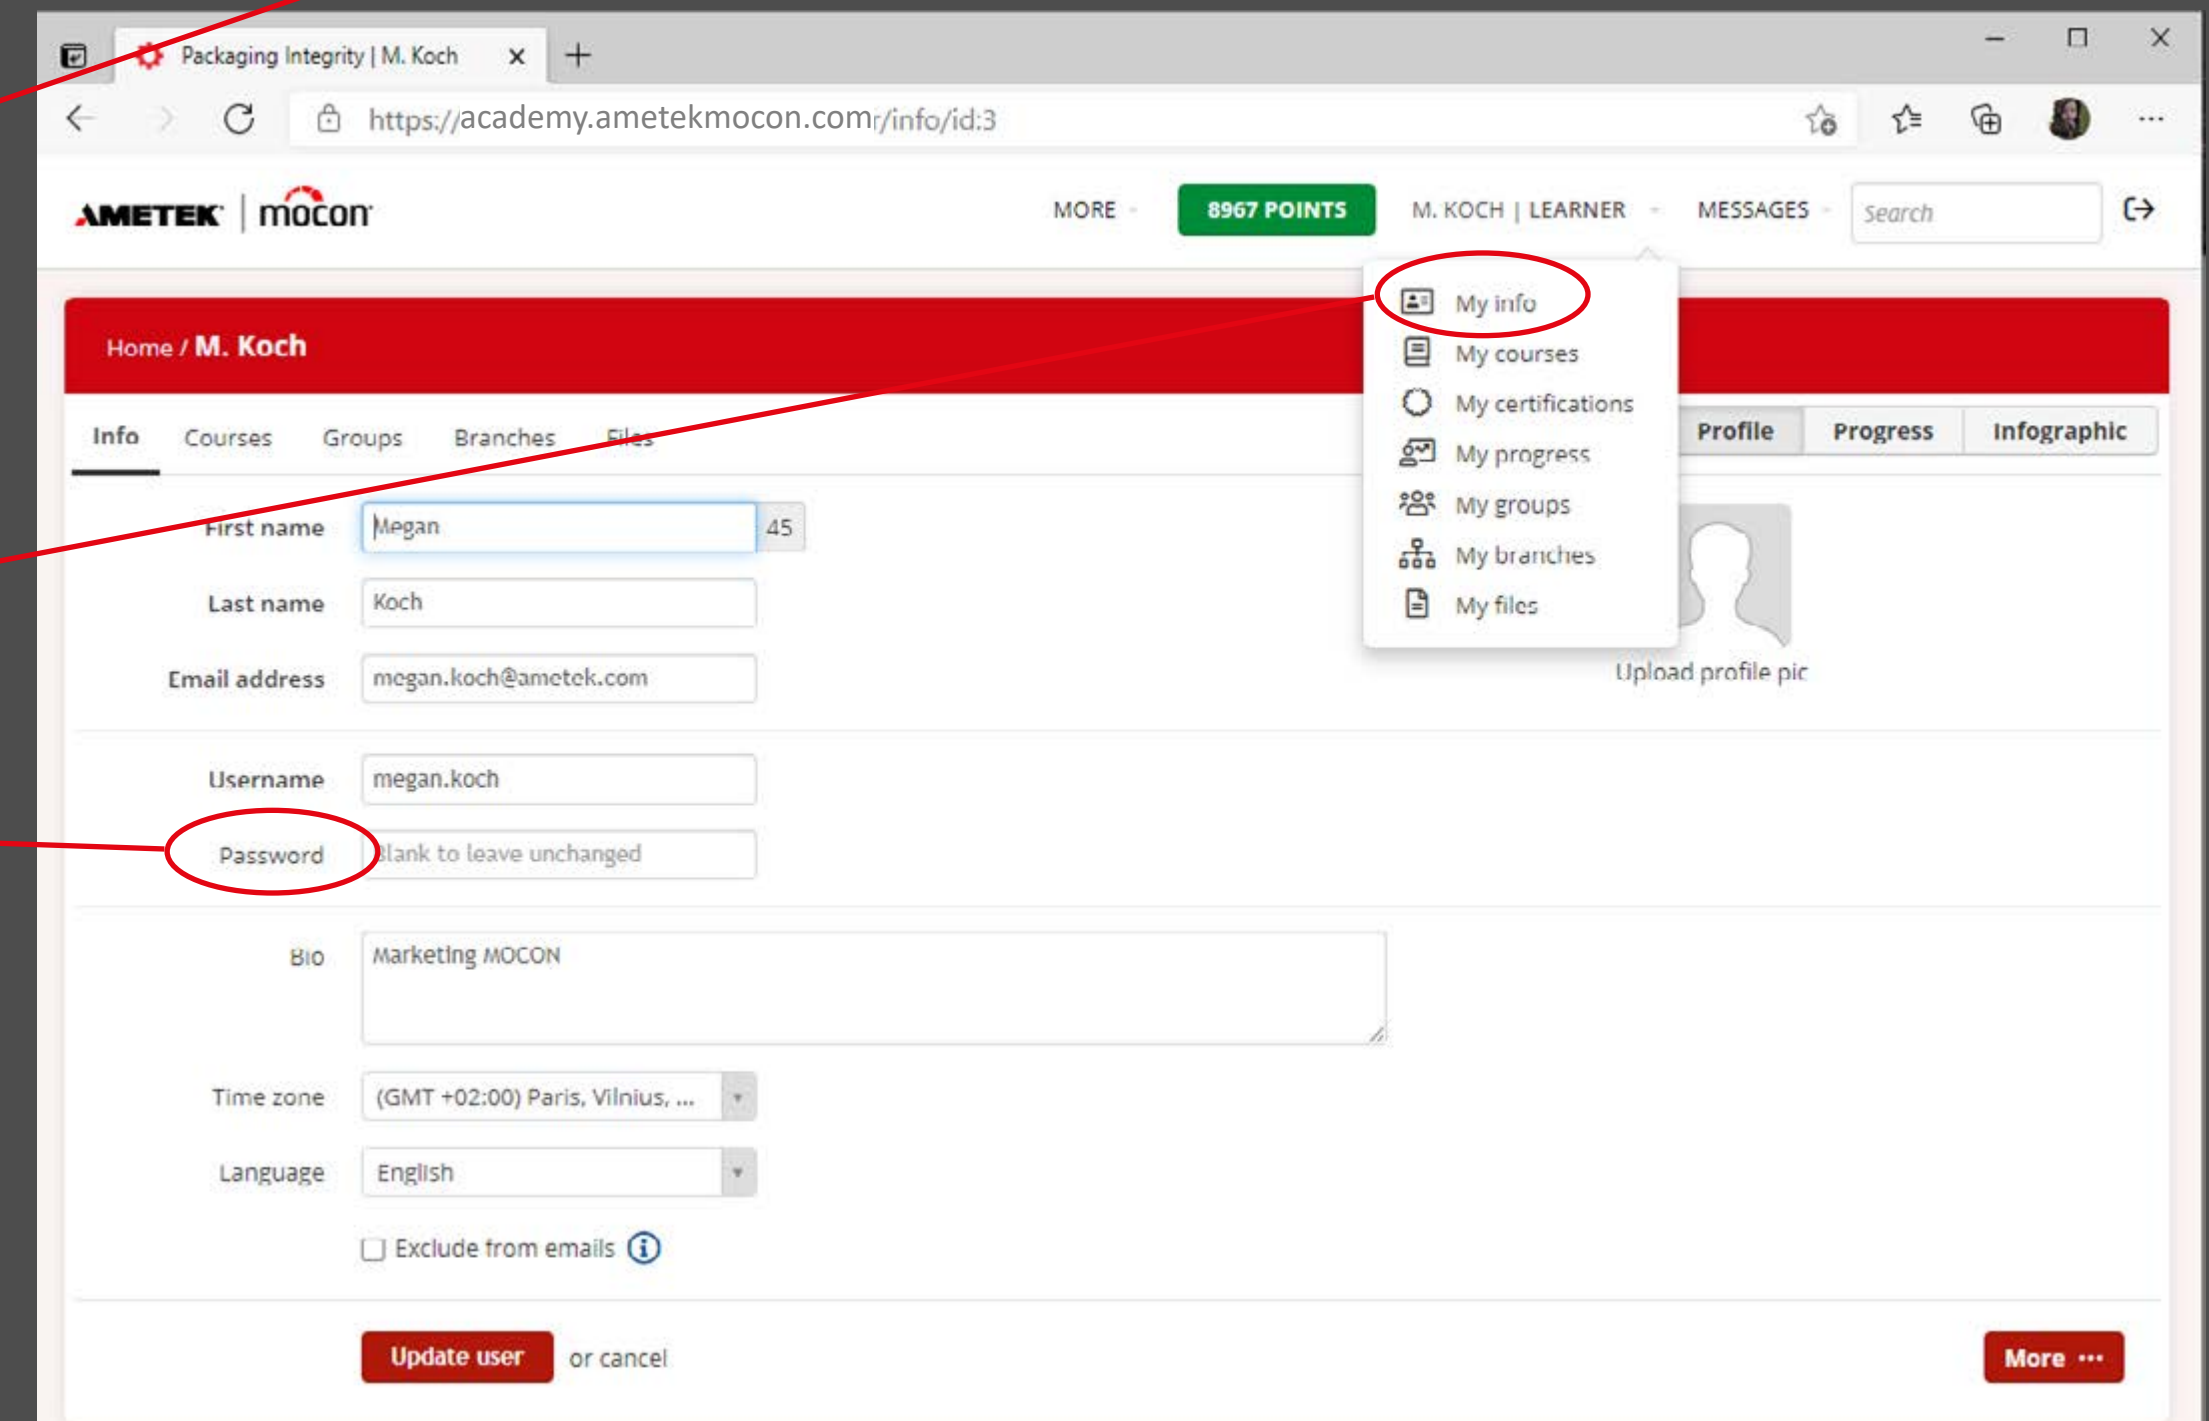 Packaging Integrity | M. Koch
https://academy.ametekmocon.com/info/id:3
AMETEK | mocon
MORE
8967 POINTS
M. KOCH | LEARNER
MESSAGES
Search
My info
My courses
My certifications
My progress
My groups
My branches
My files
Home / M. Koch
Info Courses Groups Branches Files
Profile Progress Infographic
First name Megan 45
Last name Koch
Email address megan.koch@ametek.com
Upload profile pic
Username megan.koch
Password Blank to leave unchanged
Bio Marketing MOCON
Time zone (GMT +02:00) Paris, Vilnius, ...
Language English
Exclude from emails
Update user or cancel
More ...